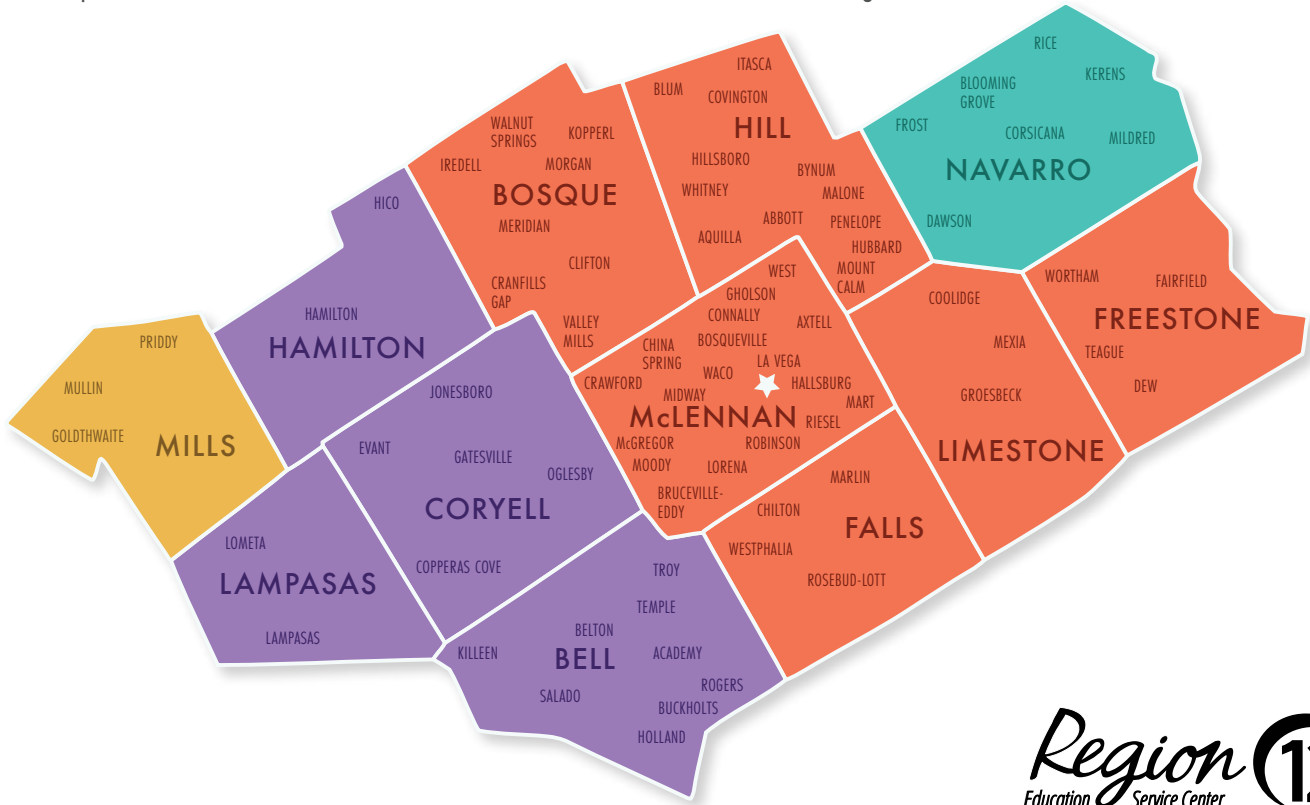 RICE
KERENS
BLOOMING
GROVE
FROST
CORSICANA
MILDRED
NAVARRO
DAWSON
ITASCA
BLUM
COVINGTON
HILL
HILLSBORO
BYNUM
WHITNEY
MALONE
ABBOTT
PENELOPE
AQUILLA
HUBBARD
MOUNT
CALM
WALNUT
SPRINGS
KOPPERL
IREDELL
MORGAN
BOSQUE
MERIDIAN
CLIFTON
CRANFILLS
GAP
VALLEY
MILLS
HICO
HAMILTON
HAMILTON
PRIDDY
MULLIN
GOLDTHWAITE
MILLS
WORTHAM
FAIRFIELD
FREESTONE
TEAGUE
DEW
COOLIDGE
MEXIA
GROESBECK
LIMESTONE
WEST
GHOLSON
CONNALLY
AXTELL
CHINA
SPRING
BOSQUEVILLE
LA VEGA
WACO
CRAWFORD
HALLSBURG
MIDWAY
MART
McLENNAN
RIESEL
McGREGOR
ROBINSON
MOODY
LORENA
BRUCEVILLE-
EDDY
JONESBORO
EVANT
GATESVILLE
OGLESBY
CORYELL
COPPERAS COVE
MARLIN
CHILTON
FALLS
WESTPHALIA
ROSEBUD-LOTT
LOMETA
LAMPASAS
LAMPASAS
TROY
TEMPLE
BELTON
KILLEEN
BELL
ACADEMY
ROGERS
SALADO
BUCKHOLTS
HOLLAND
Region
Education Service Center